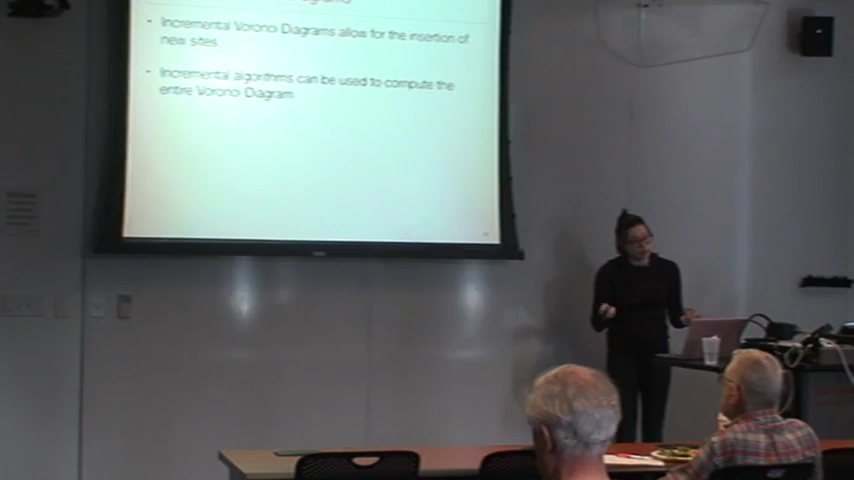 - Incremental Voronoi Diagrams allow for the insertion of
new sites.
- Incremental algorithms can be used to compute the
entire Voronoi Diagram